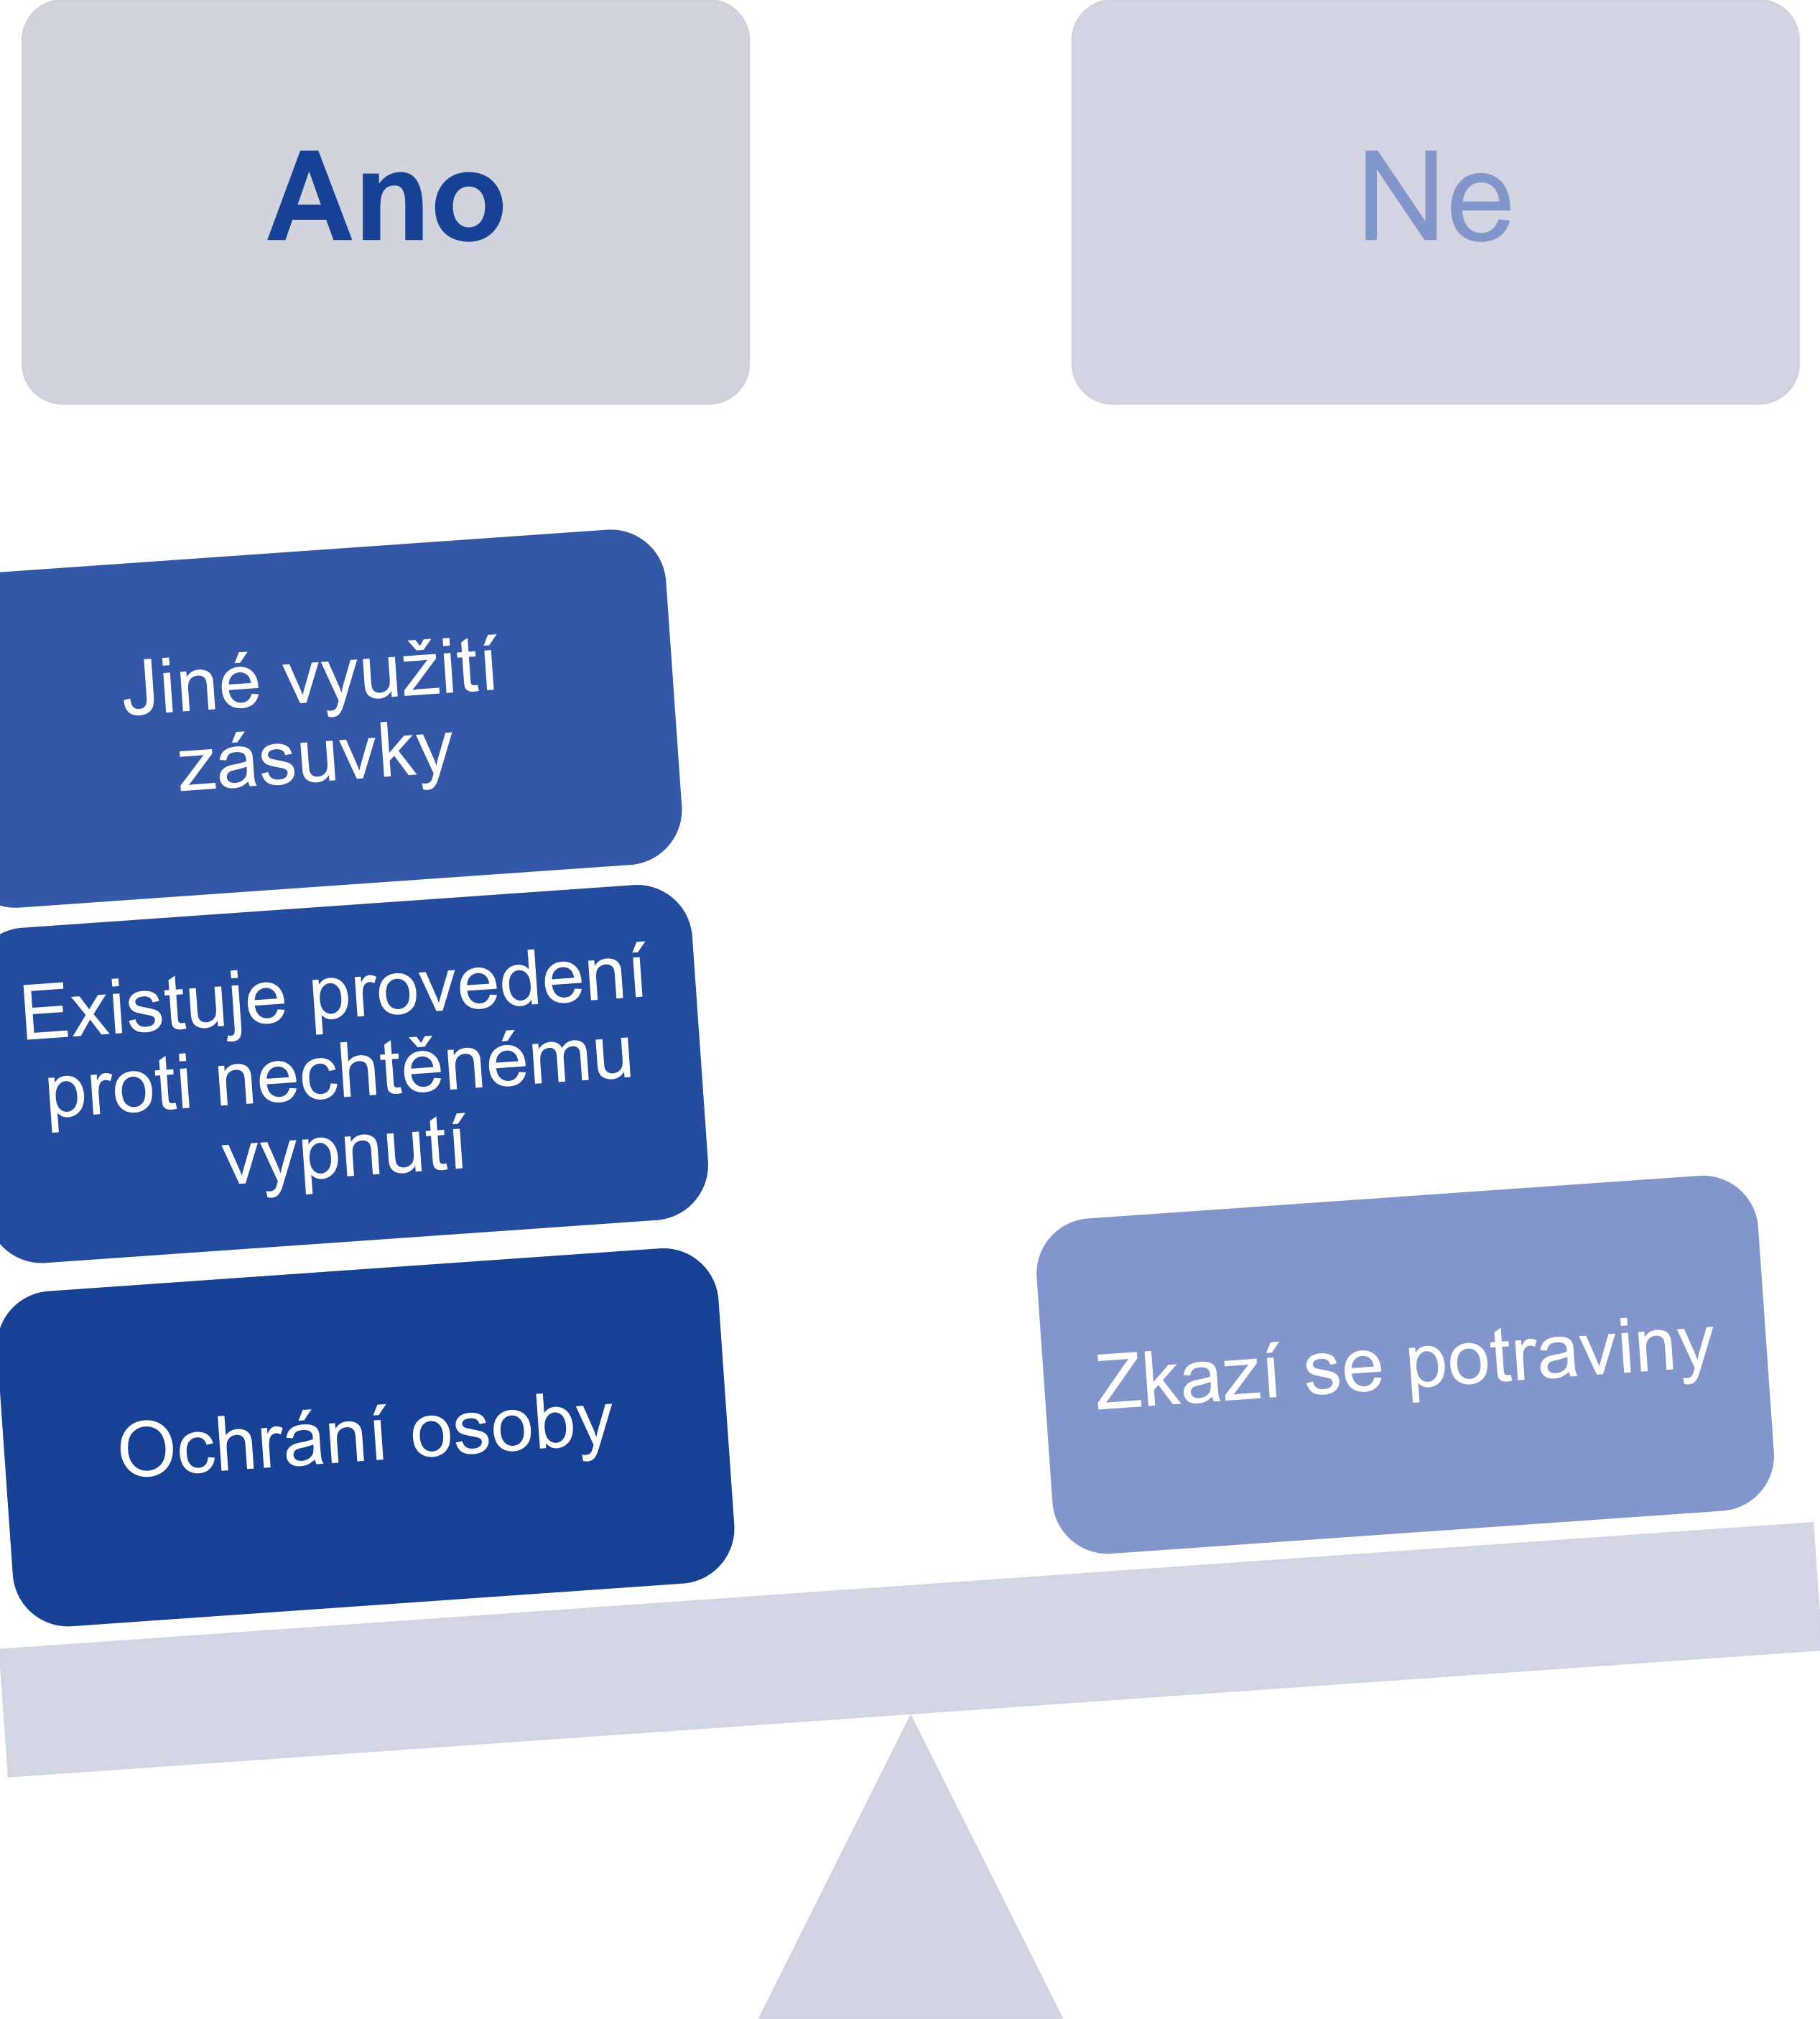 Ano
Ne
Jiné využití
zásuvky
Existuje provedení
proti nechtěnému
vypnutí
Ochrání osoby
Zkazí se potraviny